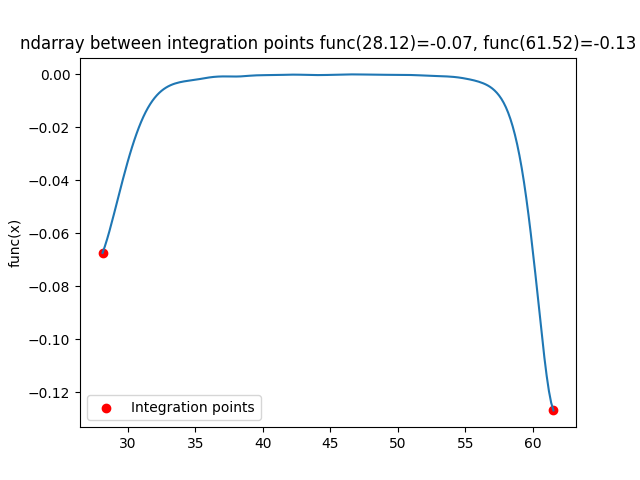 ndarray between integration points func(28.12)=-0.07, func(61.52)=-0.13
0.00
−0.02
−0.04
−0.06
−0.08
−0.10
−0.12
func(x)
Integration points
30 35 40 45 50 55 60